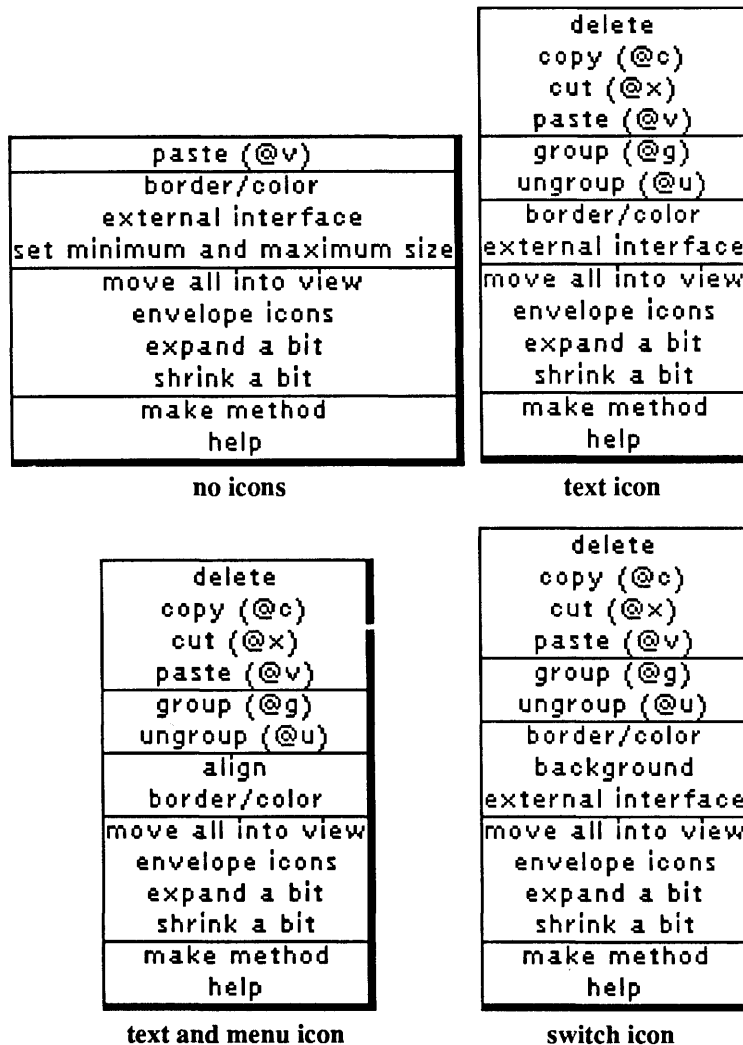 paste (@v)
border/color
external interface
set minimum and maximum size
move all into view
envelope icons
expand a bit
shrink a bit
make method
help
no icons
delete
copy (@c)
cut (@x)
paste (@v)
group (@g)
ungroup (@u)
border/color
external interface
move all into view
envelope icons
expand a bit
shrink a bit
make method
help
text icon
delete
copy (@c)
cut (@x)
paste (@v)
group (@g)
ungroup (@u)
align
border/color
move all into view
envelope icons
expand a bit
shrink a bit
make method
help
text and menu icon
delete
copy (@c)
cut (@x)
paste (@v)
group (@g)
ungroup (@u)
border/color
background
external interface
move all into view
envelope icons
expand a bit
shrink a bit
make method
help
switch icon